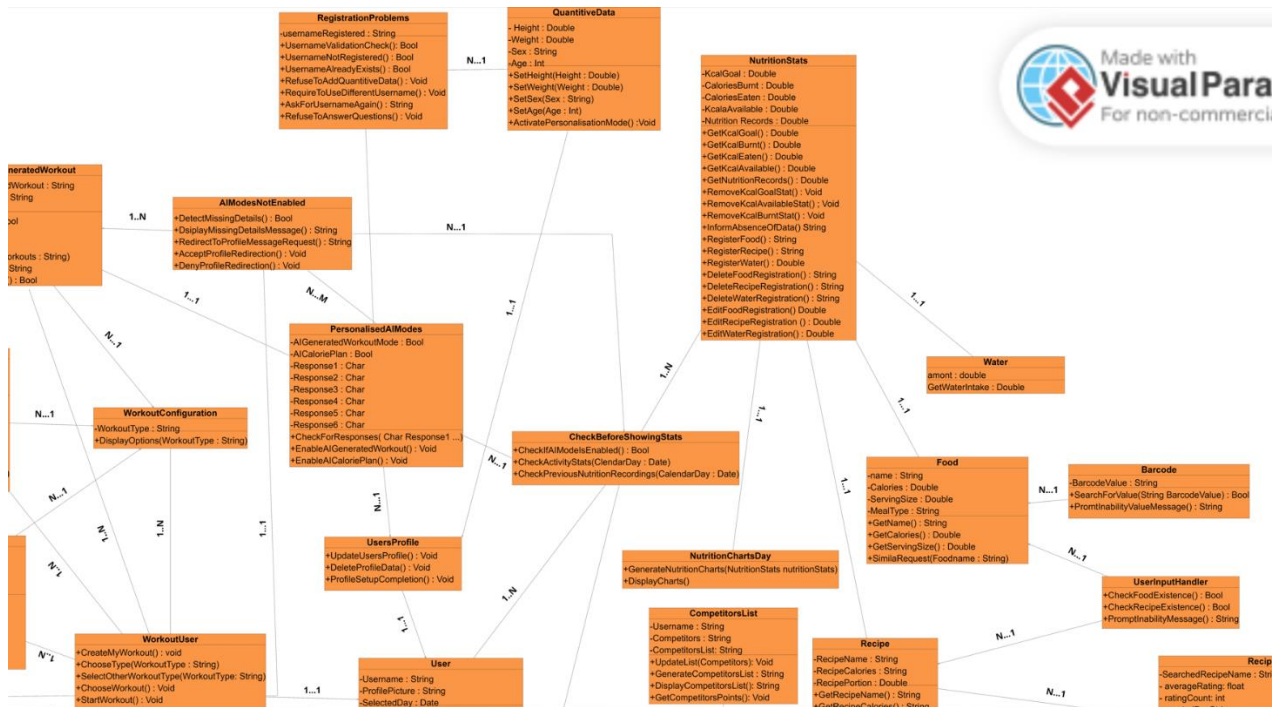 RegistrationProblems
-usernameRegistered : String
+UsernameValidationCheck(): Bool
+UsernameNotRegistered() : Bool
+UsernameAlreadyExists() : Bool
+RefuseToAddQuantitiveData() : Void
+RequireToUseDifferentUsername() : Void
+AskForUsernameAgain() : String
+RefuseToAnswerQuestions() : Void
N...1
QuantitiveData
- Height : Double
-Weight : Double
-Sex : String
-Age : Int
+SetHeight(Height : Double)
+SetWeight(Weight : Double)
+SetSex(Sex : String)
+SetAge(Age : Int)
+ActivatePersonalisationMode() :Void
NutritionStats
-KcalGoal : Double
-CaloriesBurnt : Double
-CaloriesEaten : Double
-KcalaAvailable : Double
-Nutrition Records : Double
+GetKcalGoal() : Double
+GetKcalBurnt() : Double
+GetKcalEaten() : Double
+GetKcalAvailable() : Double
+GetNutritionRecords() : Double
+RemoveKcalGoalStat() : Void
+RemoveKcalAvailableStat(; Void
+RemoveKcalBurntStat() : Void
+InformAbsenceOfData() String
+RegisterFood() : String
+RegisterRecipe() : String
+RegisterWater() : Double
+DeleteFoodRegistration() : String
+DeleteRecipeRegistration() : String
+DeleteWaterRegistration() : String
+EditFoodRegistration() Double
+EditRecipeRegistration () : Double
+EditWaterRegistration() : Double
Made with
VisualPara
For non-commercia
neratedWorkout
dWorkout : String
String
ool
orkouts : String)
String
) : Bool
1..N
AIModesNotEnabled
+DetectMissingDetails() : Bool
+DsiplayMissingDetailsMessage() : String
+RedirectToProfileMessageRequest() : String
+AcceptProfileRedirection() : Void
+DenyProfileRedirection() : Void
N...1
1...1
N...M
1...1
1...1
N...1
PersonalisedAIModes
-AIGeneratedWorkoutMode : Bool
-AICaloriePlan : Bool
-Response1 : Char
-Response2 : Char
-Response3 : Char
-Response4 : Char
-Response5 : Char
-Response6 : Char
+CheckForResponses( Char Response1 ...)
+EnableAIGeneratedWorkout() : Void
+EnableAICaloriePlan() : Void
Water
amont : double
GetWaterIntake : Double
1..N
1...1
1...1
1...1
N...1
WorkoutConfiguration
-WorkoutType : String
+DisplayOptions(WorkoutType : String)
CheckBeforeShowingStats
+CheckIfAIModeIsEnabled() : Bool
+CheckActivityStats(ClendarDay : Date)
+CheckPreviousNutritionRecordings(CalendarDay : Date)
N...1
Food
-name : String
-Calories : Double
-ServingSize : Double
-MealType : String
+GetName() : String
+GetCalories() : Double
+GetServingSize() : Double
+SimilaRequest(Foodname : String)
N...1
Barcode
-BarcodeValue : String
+SearchForValue(String BarcodeValue) : Bool
+PromtInabilityValueMessage() : String
N...1
N...1
N...1
1..N
1...1
N..1
UsersProfile
+UpdateUsersProfile() : Void
+DeleteProfileData() : Void
+ProfileSetupCompletion() : Void
NutritionChartsDay
+GenerateNutritionCharts(NutritionStats nutritionStats)
+DisplayCharts()
N...1
UserInputHandler
+CheckFoodExistence() : Bool
+CheckRecipeExistence() : Bool
+PromptInabilityMessage() : String
N..1
1...1
1..N
N...1
N..1
WorkoutUser
+CreateMyWorkout() : void
+ChooseType(WorkoutType : String)
+SelectOtherWorkoutType(WorkoutType: String)
+ChooseWorkout() : Void
+StartWorkout() : Void
1...1
User
-Username : String
-ProfilePicture : String
-SelectedDay : Date
CompetitorsList
-Username : String
-Competitors : String
-CompetitorsList: String
+UpdateList(Competitors): Void
+GenerateCompetitorsList : String
+DisplayCompetitorsList(): String
+GetCompetitorsPoints(): Void
Recipe
-RecipeName : String
-RecipeCalories : String
-RecipePortion : Double
+GetRecipeName() : String
+GetRecipeCalories() : String
N...1
Recip
-SearchedRecipeName : Stri
- averageRating: float
- ratingCount: int